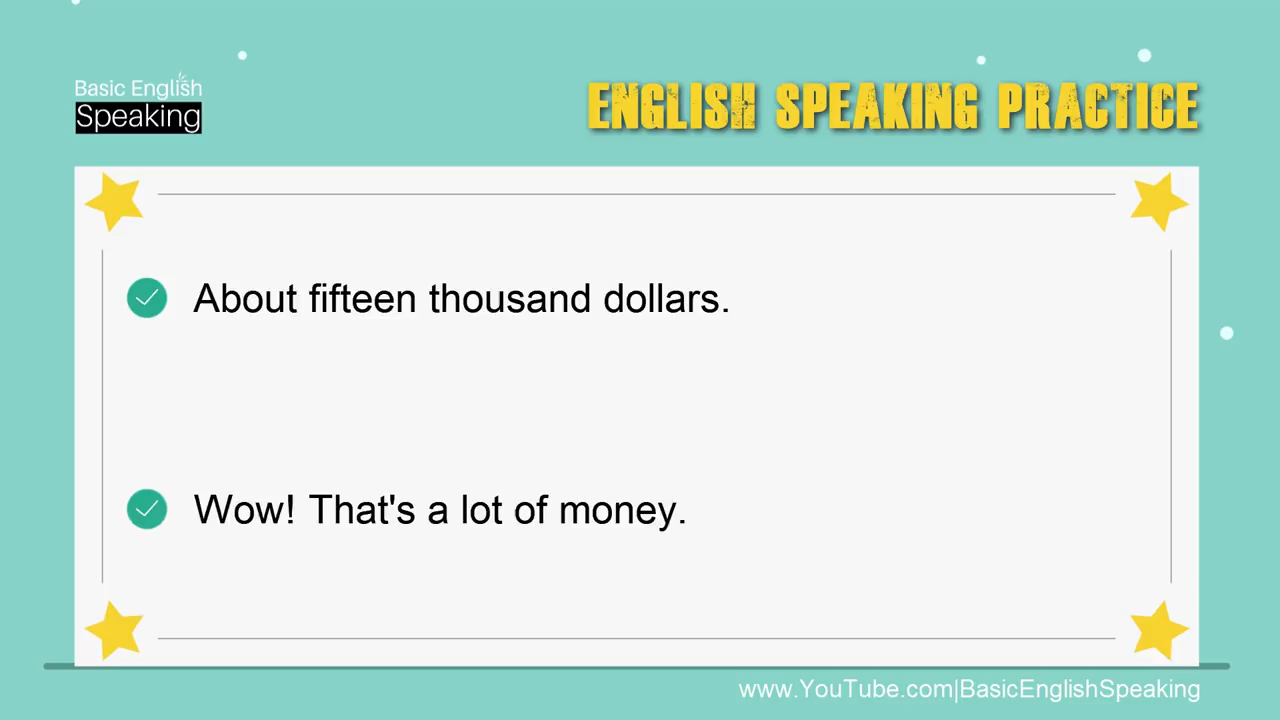 Basic English
Speaking
ENGLISH SPEAKING PRACTICE
About fifteen thousand dollars.
Wow! That's a lot of money.
www.YouTube.com|BasicEnglishSpeaking